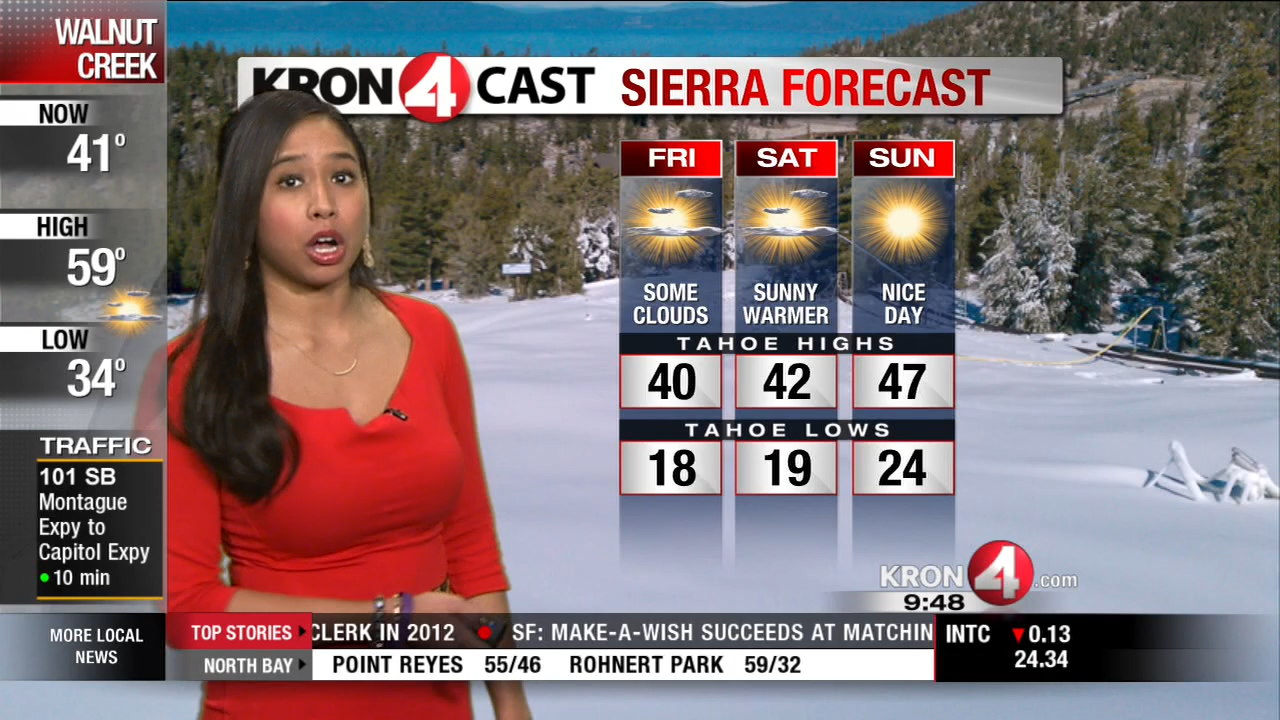 WALNUT
CREEK
NOW
41°
HIGH
59°
LOW
34°
TRAFFIC
101 SB
Montague
Expy to
Capitol Expy
10 min
MORE LOCAL
NEWS
KRON 4 CAST SIERRA FORECAST
FRI SAT SUN
SOME CLOUDS
SUNNY WARMER
NICE DAY
TAHOE HIGHS
40 42 47
TAHOE LOWS
18 19 24
KRON 4.com
9:48
TOP STORIES CLERK IN 2012 SF: MAKE-A-WISH SUCCEEDS AT MATCHIN
NORTH BAY POINT REYES 55/46 ROHNERT PARK 59/32
INTC 0.13
24.34